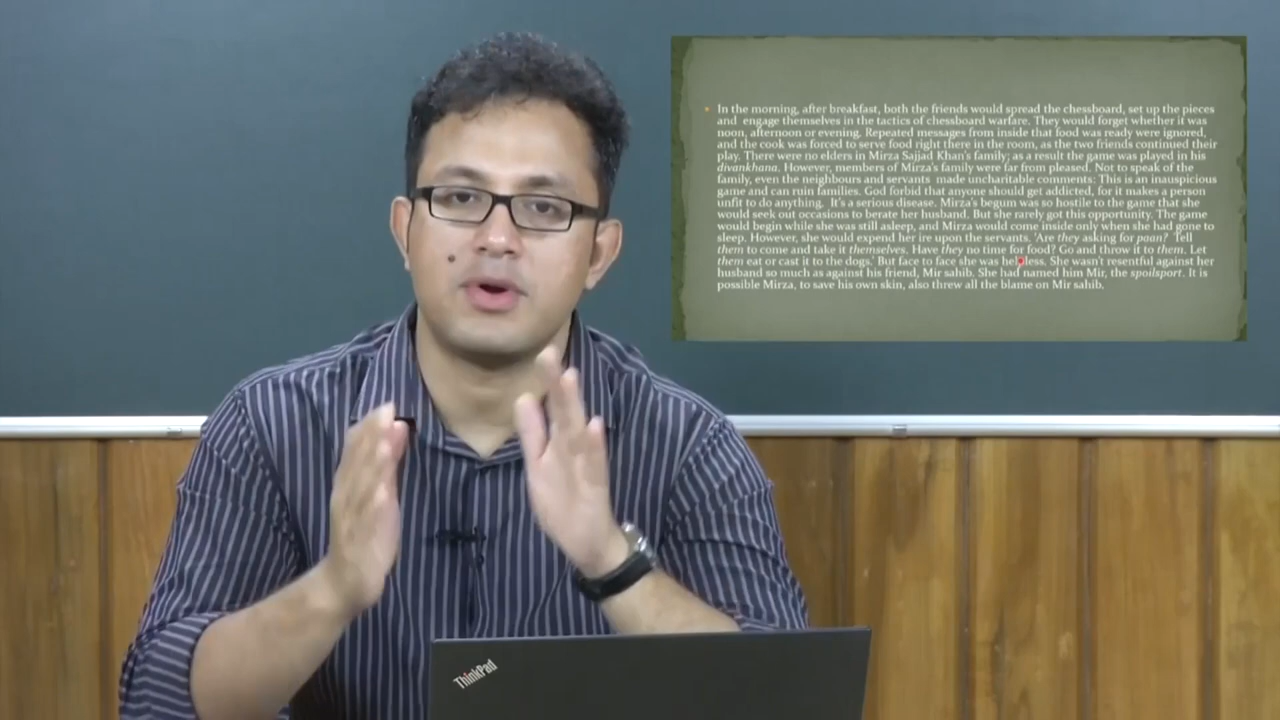 In the morning, after breakfast, both the friends would spread the chessboard, set up the pieces
and engage themselves in the tactics of chessboard warfare. They would forget whether it was
noon, afternoon or evening. Repeated messages from inside that food was ready were ignored,
and the cook was forced to serve food right there in the room, as the two friends continued their
play. There were no elders in Mirza Sajjad Khan's family; as a result the game was played in his
divankhana. However, members of Mirza's family were far from pleased. Not to speak of the
family, even the neighbours and servants made uncharitable comments: This is an inauspicious
game and can ruin families. God forbid that anyone should get addicted, for it makes a person
unfit to do anything. It's a serious disease. Mirza's begum was so hostile to the game that she
would seek out occasions to berate her husband. But she rarely got this opportunity. The game
would begin while she was still asleep, and Mirza would come inside only when she had gone to
sleep. However, she would expend her ire upon the servants. 'Are they asking for paan? Tell
them to come and take it themselves. Have they no time for food? Go and throw it to them. Let
them eat or cast it to the dogs.' But face to face she was helpless. She wasn't resentful against her
husband so much as against his friend, Mir sahib. She had named him Mir, the spoilsport. It is
possible Mirza, to save his own skin, also threw all the blame on Mir sahib.
ThinkPad